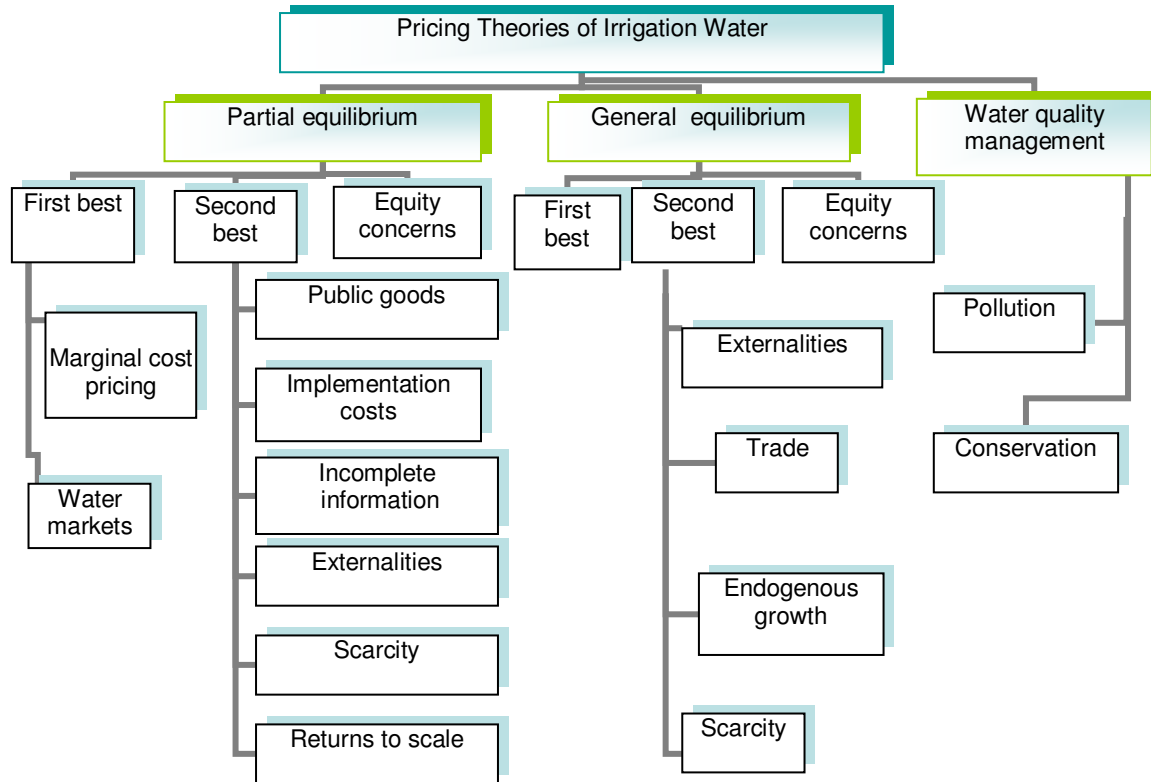 Pricing Theories of Irrigation Water
Partial equilibrium
General equilibrium
Water quality
management
First best
Second
best
Equity
concerns
First
best
Second
best
Equity
concerns
Public goods
Pollution
Marginal cost
pricing
Externalities
Implementation
costs
Trade
Conservation
Water
markets
Incomplete
information
Externalities
Endogenous
growth
Scarcity
Scarcity
Returns to scale